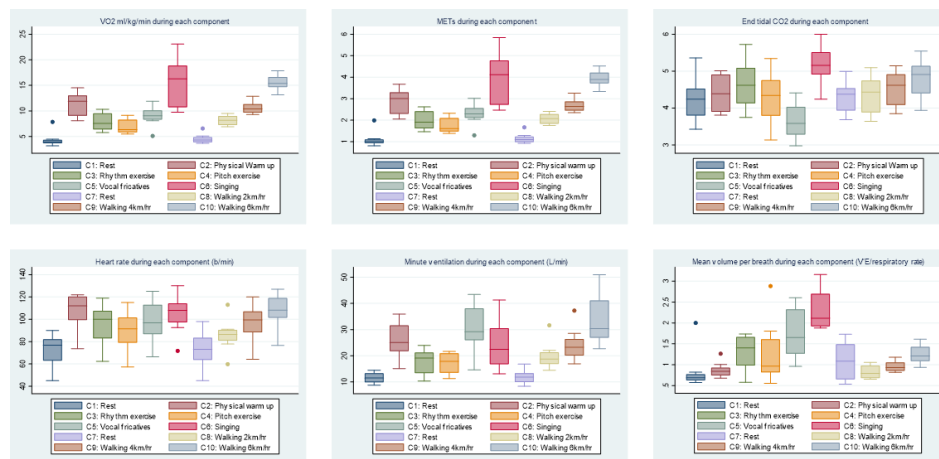 VO2 ml/kg/min during each component
25
20
15
10
5
C1: Rest C2: Physical Warm up
C3: Rhythm exercise C4: Pitch exercise
C5: Vocal fricatives C6: Singing
C7: Rest C8: Walking 2km/hr
C9: Walking 4km/hr C10: Walking 6km/hr
METs during each component
6
5
4
3
2
1
C1: Rest C2: Physical Warm up
C3: Rhythm exercise C4: Pitch exercise
C5: Vocal fricatives C6: Singing
C7: Rest C8: Walking 2km/hr
C9: Walking 4km/hr C10: Walking 6km/hr
End tidal CO2 during each component
6
5
4
3
C1: Rest C2: Physical Warm up
C3: Rhythm exercise C4: Pitch exercise
C5: Vocal fricatives C6: Singing
C7: Rest C8: Walking 2km/hr
C9: Walking 4km/hr C10: Walking 6km/hr
Heart rate during each component (b/min)
140
120
100
80
60
40
C1: Rest C2: Physical warm up
C3: Rhythm exercise C4: Pitch exercise
C5: Vocal fricatives C6: Singing
C7: Rest C8: Walking 2km/hr
C9: Walking 4km/hr C10: Walking 6km/hr
Minute ventilation during each component (L/min)
50
40
30
20
10
C1: Rest C2: Physical warm up
C3: Rhythm exercise C4: Pitch exercise
C5: Vocal fricatives C6: Singing
C7: Rest C8: Walking 2km/hr
C9: Walking 4km/hr C10: Walking 6km/hr
Mean volume per breath during each component (V'E/respiratory rate)
3
2
1
5
C1: Rest C2: Physical warm up
C3: Rhythm exercise C4: Pitch exercise
C5: Vocal fricatives C6: Singing
C7: Rest C8: Walking 2km/hr
C9: Walking 4km/hr C10: Walking 6km/hr